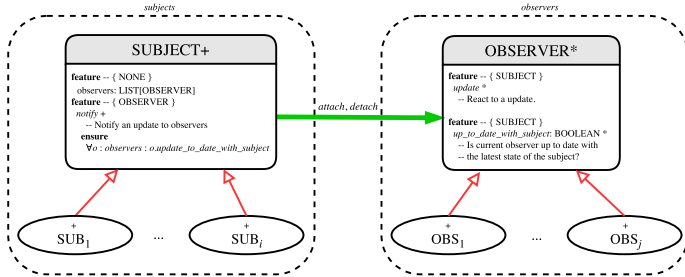 subjects
SUBJECT+
feature -- { NONE }
observers: LIST[OBSERVER]
feature -- { OBSERVER }
notify +
-- Notify an update to observers
ensure
∀o : observers : o.update_to_date_with_subject
+
SUB1
...
+
SUBi
attach, detach
observers
OBSERVER*
feature -- { SUBJECT }
update *
-- React to a update.
feature -- { SUBJECT }
up_to_date_with_subject: BOOLEAN *
-- Is current observer up to date with
-- the latest state of the subject?
+
OBS1
...
+
OBSj